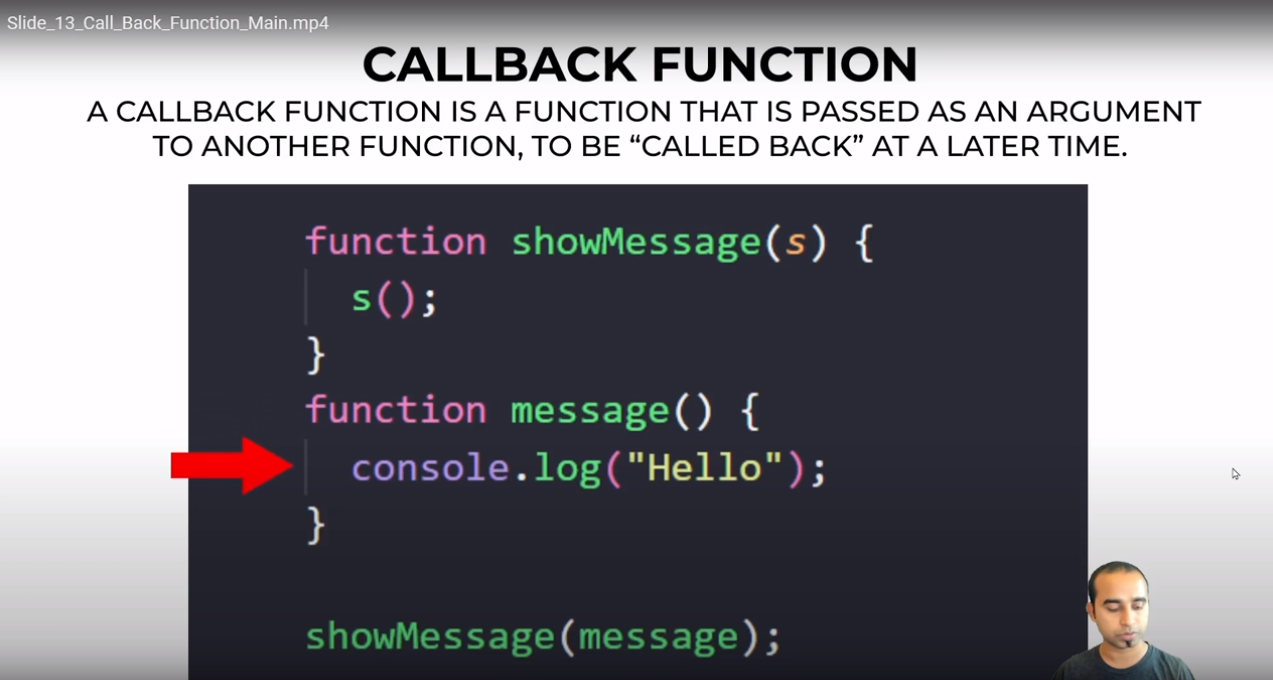 Slide_13_Call_Back_Function_Main.mp4
CALLBACK FUNCTION
A CALLBACK FUNCTION IS A FUNCTION THAT IS PASSED AS AN ARGUMENT
TO ANOTHER FUNCTION, TO BE “CALLED BACK” AT A LATER TIME.
function showMessage(s) {
s();
}
function message() {
console.log("Hello");
}
showMessage(message);